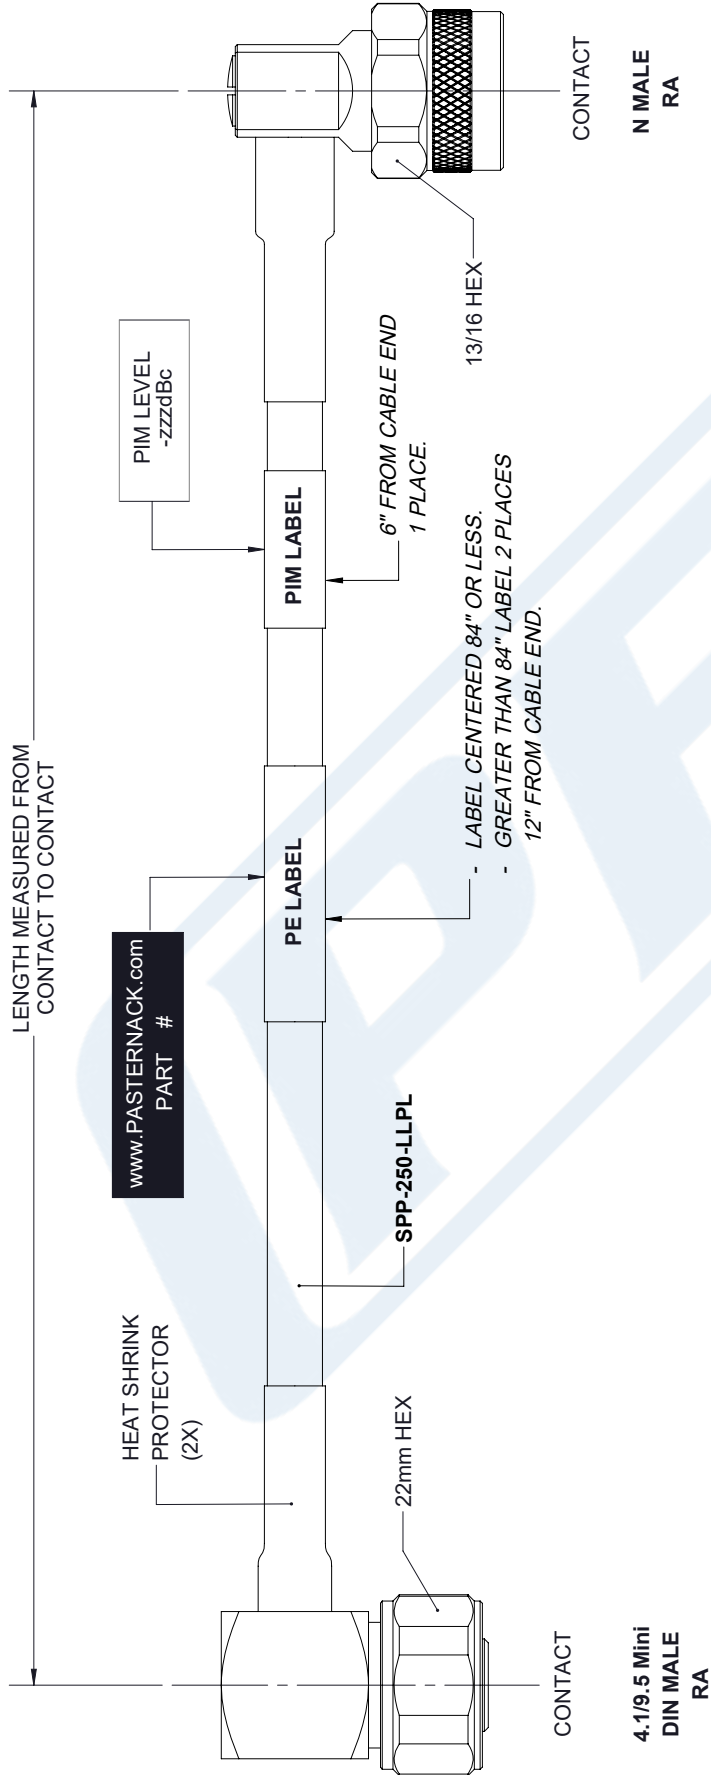 LENGTH MEASURED FROM
CONTACT TO CONTACT
HEAT SHRINK
PROTECTOR
(2X)
www.PASTERNACK.com
PART #
PIM LEVEL
-zzzdBc
PE LABEL
PIM LABEL
22mm HEX
SPP-250-LLPL
- LABEL CENTERED 84" OR LESS.
- GREATER THAN 84" LABEL 2 PLACES
12" FROM CABLE END.
6" FROM CABLE END
1 PLACE.
13/16 HEX
CONTACT
4.1/9.5 Mini
DIN MALE
RA
CONTACT
N MALE
RA